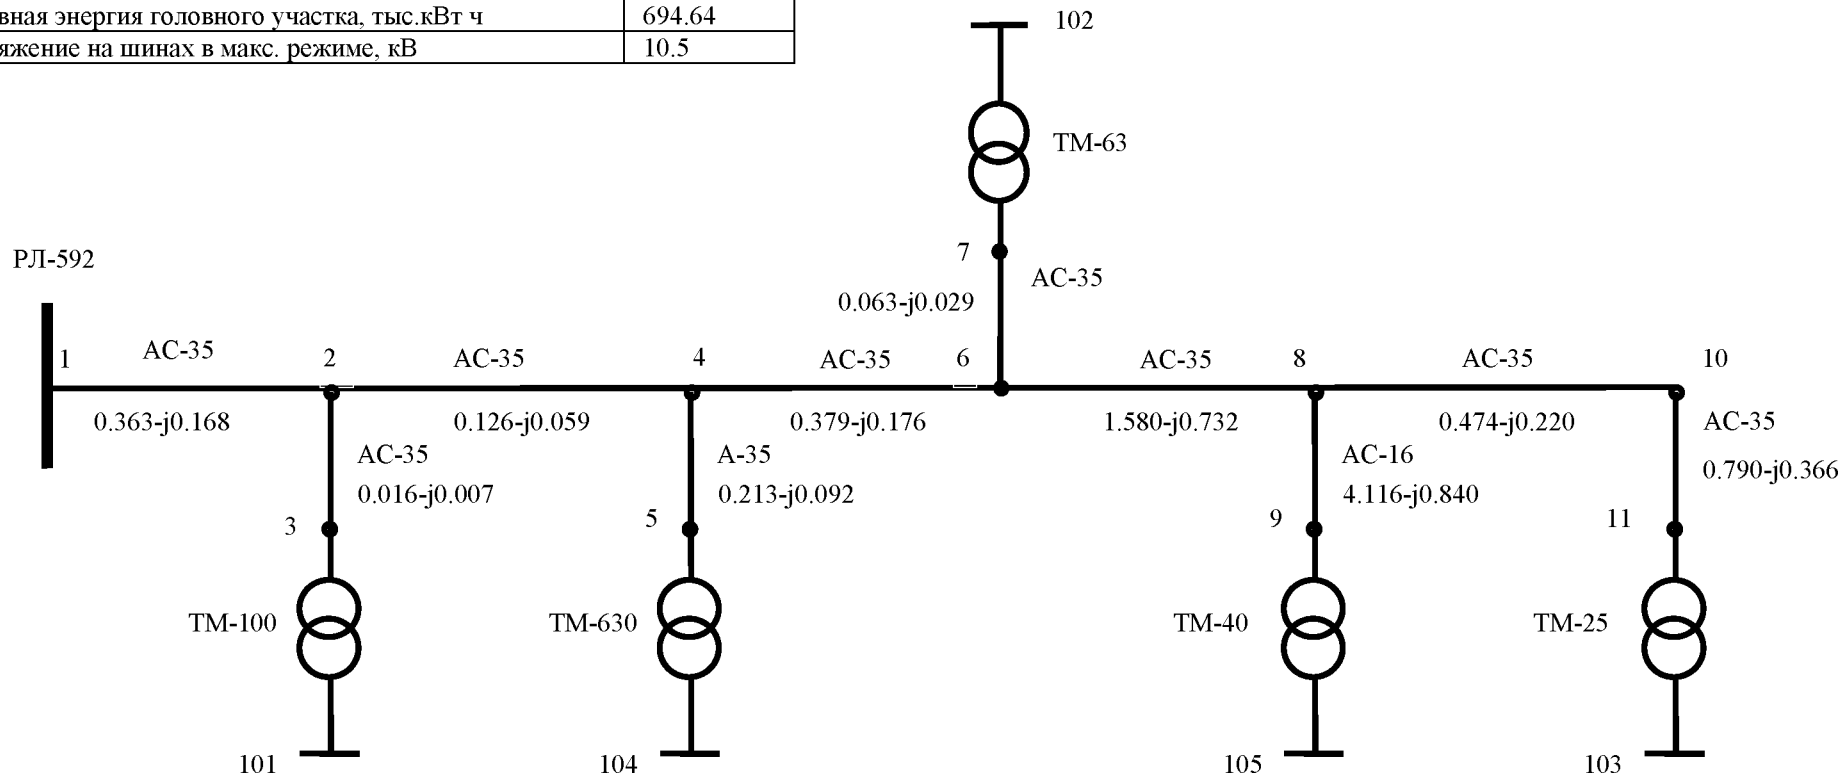 энергия головного участка, тыс.кВт ч 694.64
на шинах в макс. режиме, кВ 10.5
102
ТМ-63
РЛ-592
7
АС-35
0.063-j0.029
1 АС-35 2 АС-35 4 АС-35 6 АС-35 8 АС-35 10
0.363-j0.168 0.126-j0.059 0.379-j0.176 1.580-j0.732 0.474-j0.220 АС-35
АС-35 А-35 АС-16 0.790-j0.366
0.016-j0.007 0.213-j0.092 4.116-j0.840
3 5 9 11
ТМ-100 ТМ-630 ТМ-40 ТМ-25
101 104 105 103